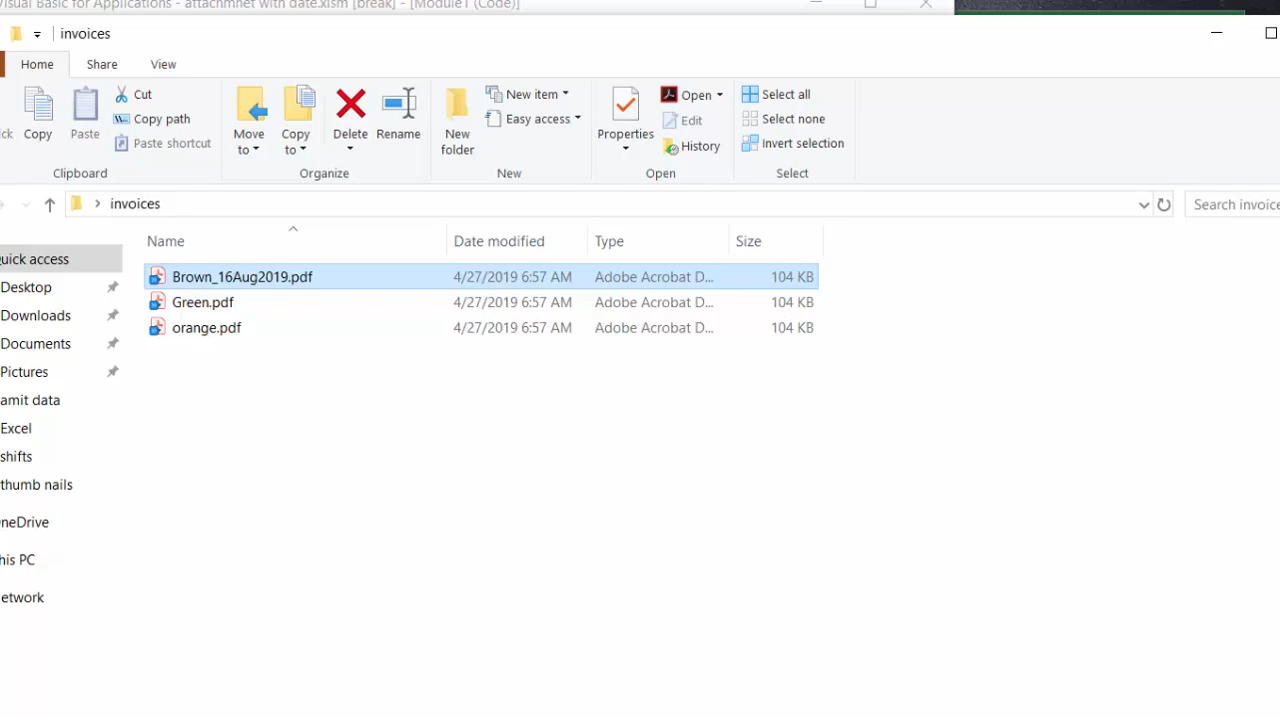 isual Basic for Applications - attachmnet with date.xlsm [break] - [Module1 (Code)]
invoices
Home Share View
Cut
Copy path
Paste shortcut
ck Copy Paste
Clipboard
Move to Copy to Delete Rename
Organize
New item
Easy access
New folder
New
Properties
Open
Edit
History
Open
Select all
Select none
Invert selection
Select
invoices
Search invoice
Name Date modified Type Size
uick access
Desktop
Downloads
Documents
Pictures
amit data
Excel
shifts
thumb nails
neDrive
his PC
etwork
Brown_16Aug2019.pdf 4/27/2019 6:57 AM Adobe Acrobat D... 104 KB
Green.pdf 4/27/2019 6:57 AM Adobe Acrobat D... 104 KB
orange.pdf 4/27/2019 6:57 AM Adobe Acrobat D... 104 KB